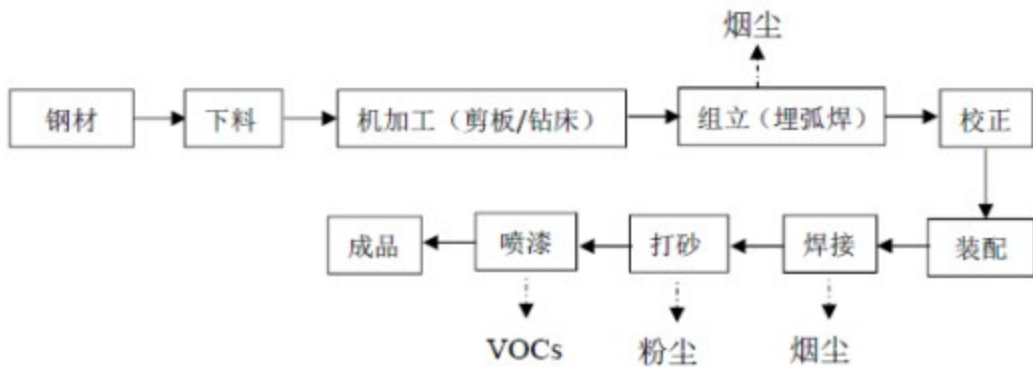 烟尘
钢材
下料
机加工（剪板/钻床）
组立（埋弧焊）
校正
成品
喷漆
打砂
焊接
装配
VOCs
粉尘
烟尘